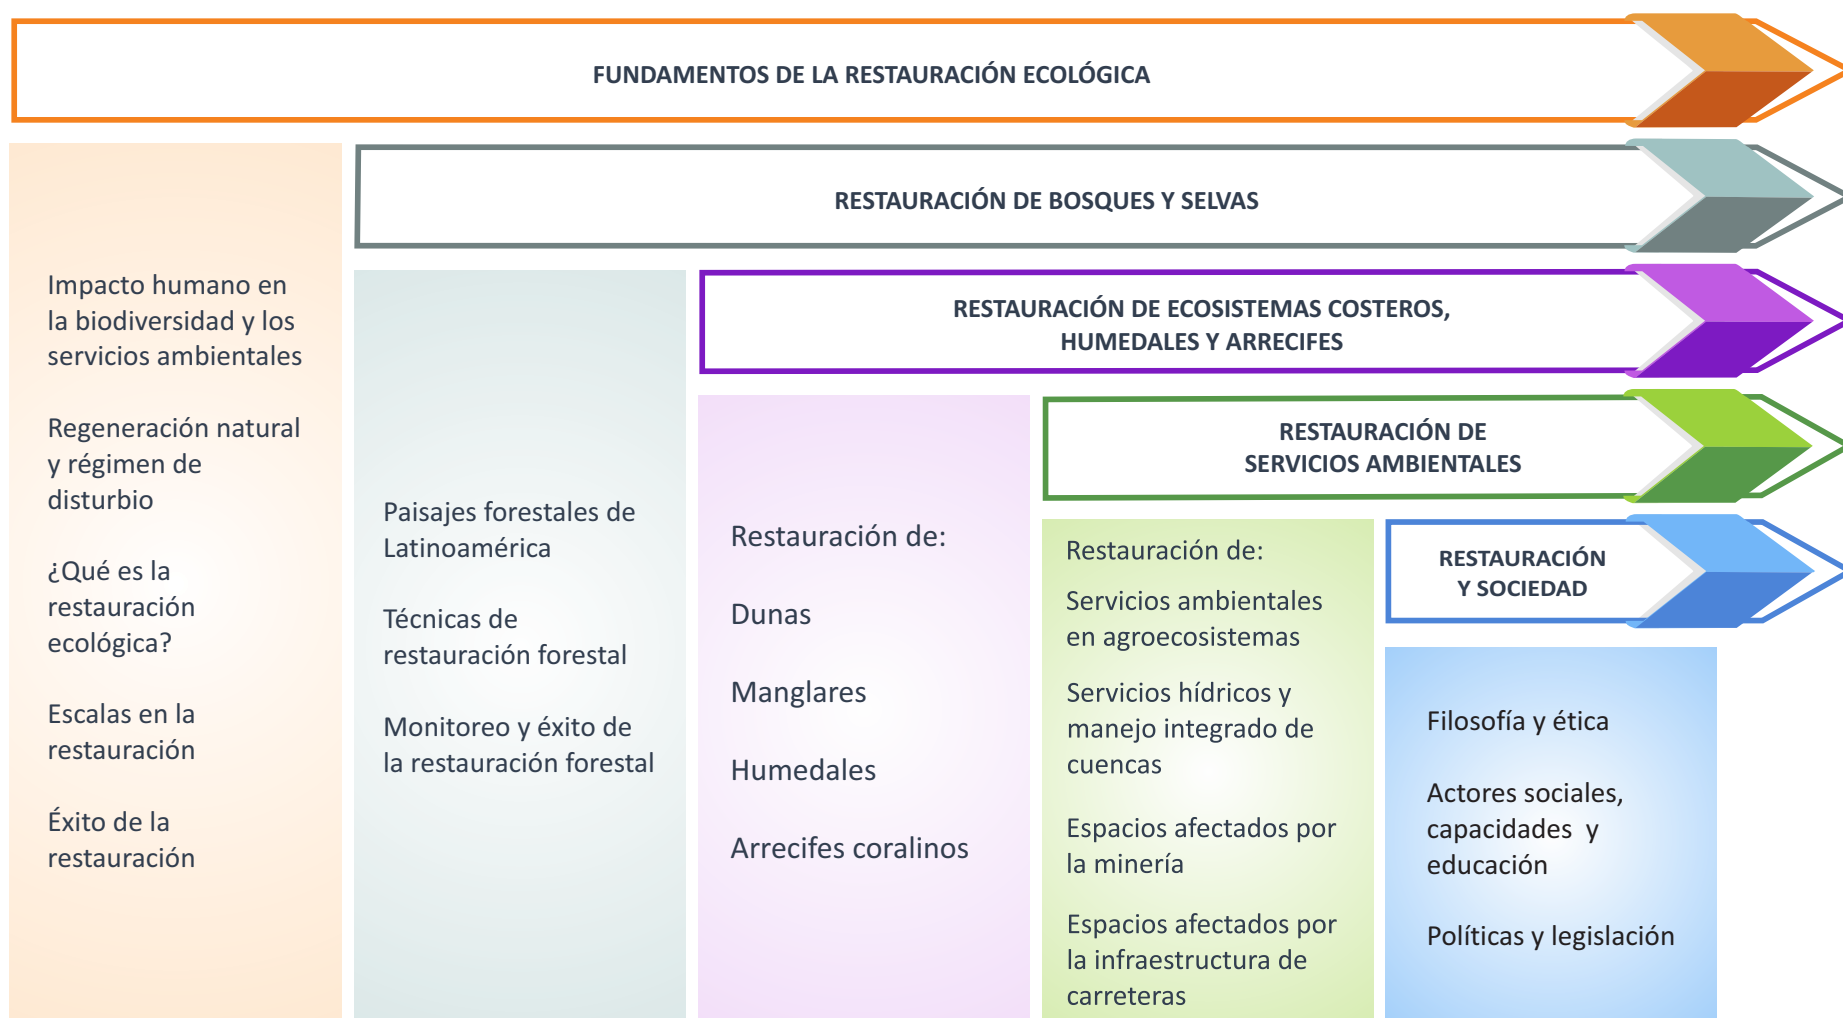 FUNDAMENTOS DE LA RESTAURACIÓN ECOLÓGICA
Impacto humano en
la biodiversidad y los
servicios ambientales
Regeneración natural
y régimen de
disturbio
¿Qué es la
restauración
ecológica?
Escalas en la
restauración
Éxito de la
restauración
RESTAURACIÓN DE BOSQUES Y SELVAS
Paisajes forestales de
Latinoamérica
Técnicas de
restauración forestal
Monitoreo y éxito de
la restauración forestal
RESTAURACIÓN DE ECOSISTEMAS COSTEROS,
HUMEDALES Y ARRECIFES
Restauración de:
Dunas
Manglares
Humedales
Arrecifes coralinos
RESTAURACIÓN DE
SERVICIOS AMBIENTALES
Restauración de:
Servicios ambientales
en agroecosistemas
Servicios hídricos y
manejo integrado de
cuencas
Espacios afectados por
la minería
Espacios afectados por
la infraestructura de
carreteras
RESTAURACIÓN
Y SOCIEDAD
Filosofía y ética
Actores sociales,
capacidades y
educación
Políticas y legislación